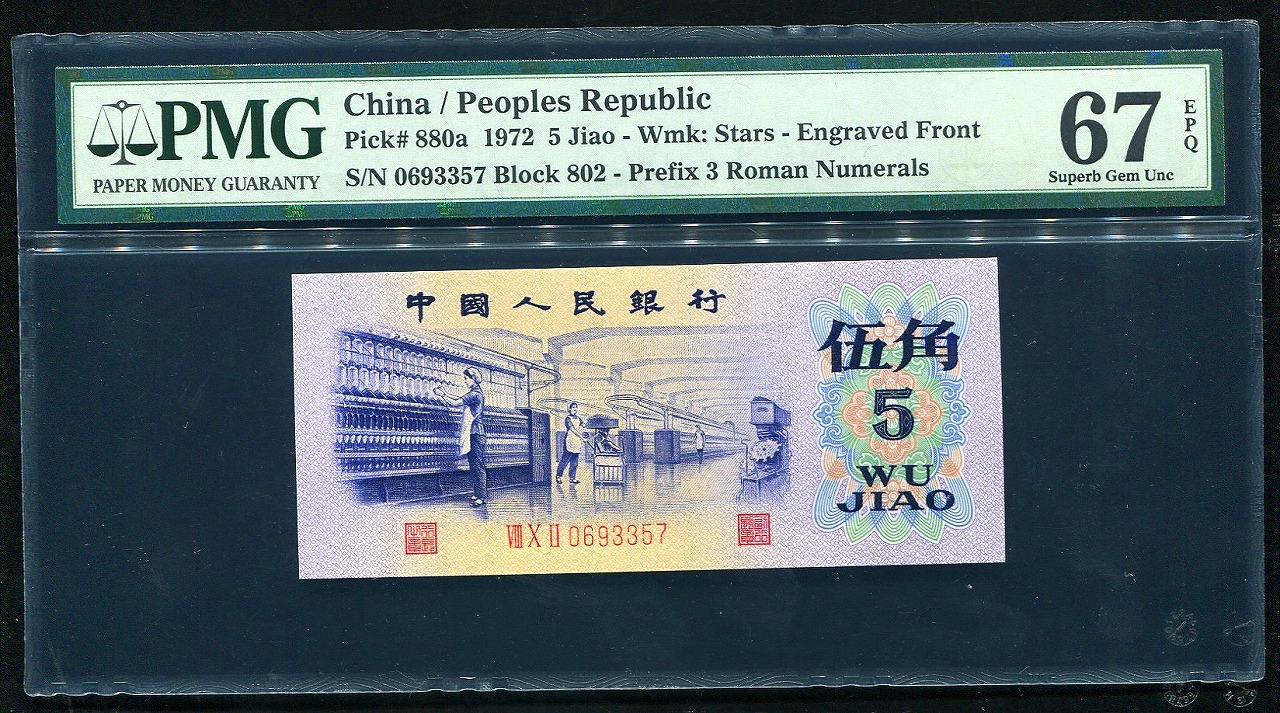 PMG
PAPER MONEY GUARANTY
China / Peoples Republic
Pick# 880a 1972 5 Jiao - Wmk: Stars - Engraved Front
S/N 0693357 Block 802 - Prefix 3 Roman Numerals
67
EPQ
Superb Gem Unc
中國人民銀行
伍角
5
WU
JIAO
ⅧⅩⅡ 0693357